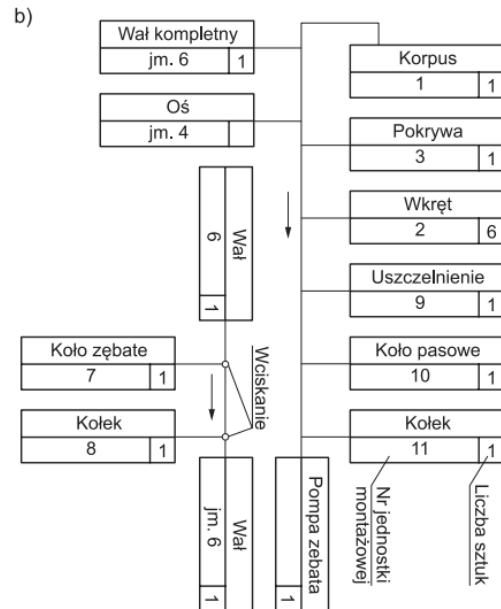 b)
Wał kompletny
jm. 6 1
Oś
jm. 4
Korpus
1 1
Pokrywa
3 1
Wkręt
2 6
Uszczelnienie
9 1
Koło pasowe
10 1
Kołek
11 1
Wał
6 1
Koło zębate
7 1
Kołek
8 1
Wciskanie
Wał
jm. 6 1
Pompa zebata
1
Nr jednostki
montażowej
Liczba sztuk